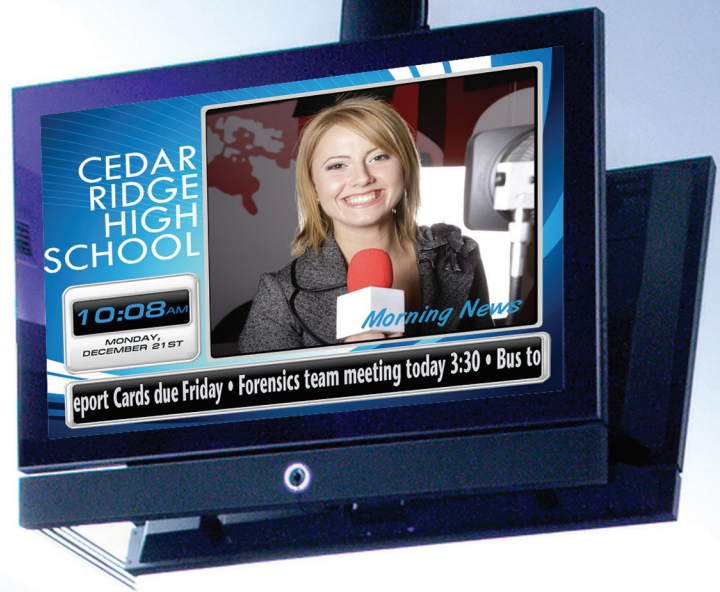 CEDAR
RIDGE
HIGH
SCHOOL
10:08AM
MONDAY,
DECEMBER 21ST
Morning News
eport Cards due Friday • Forensics team meeting today 3:30 • Bus to